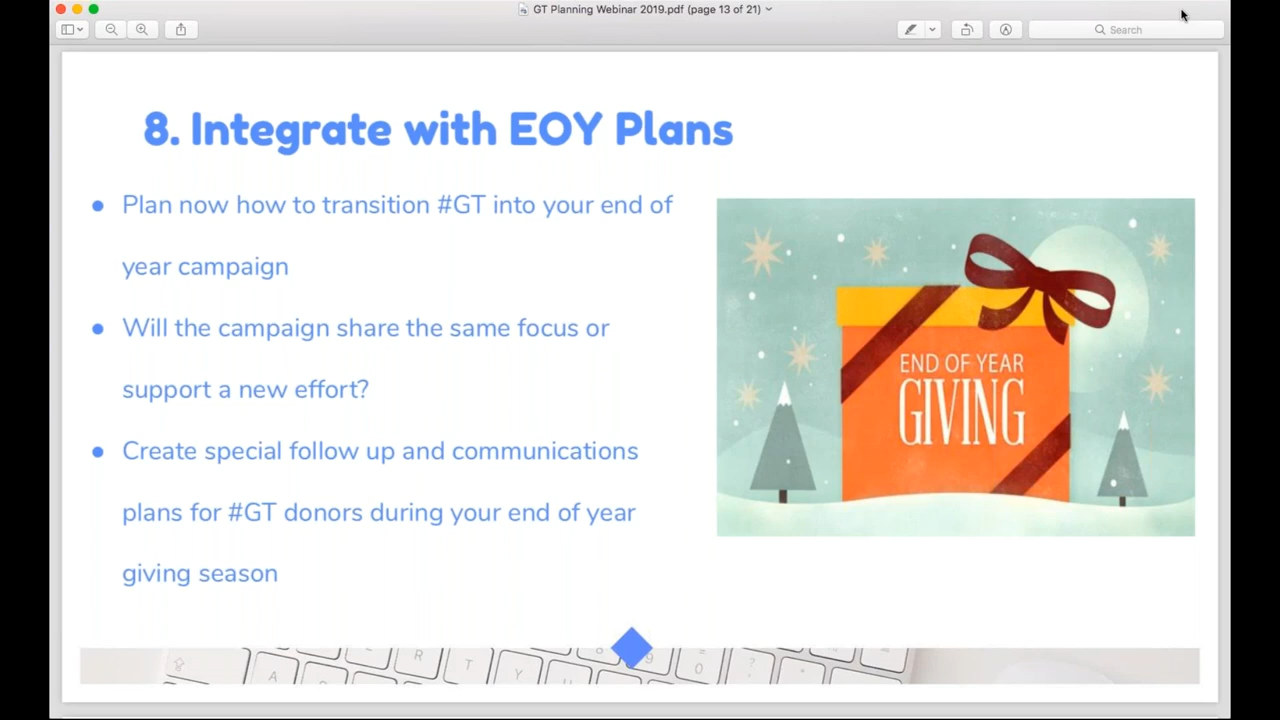 GT Planning Webinar 2019.pdf (page 13 of 21)
Search
8. Integrate with EOY Plans
● Plan now how to transition #GT into your end of
year campaign
● Will the campaign share the same focus or
support a new effort?
● Create special follow up and communications
plans for #GT donors during your end of year
giving season
END OF YEAR
GIVING
R T Y
A